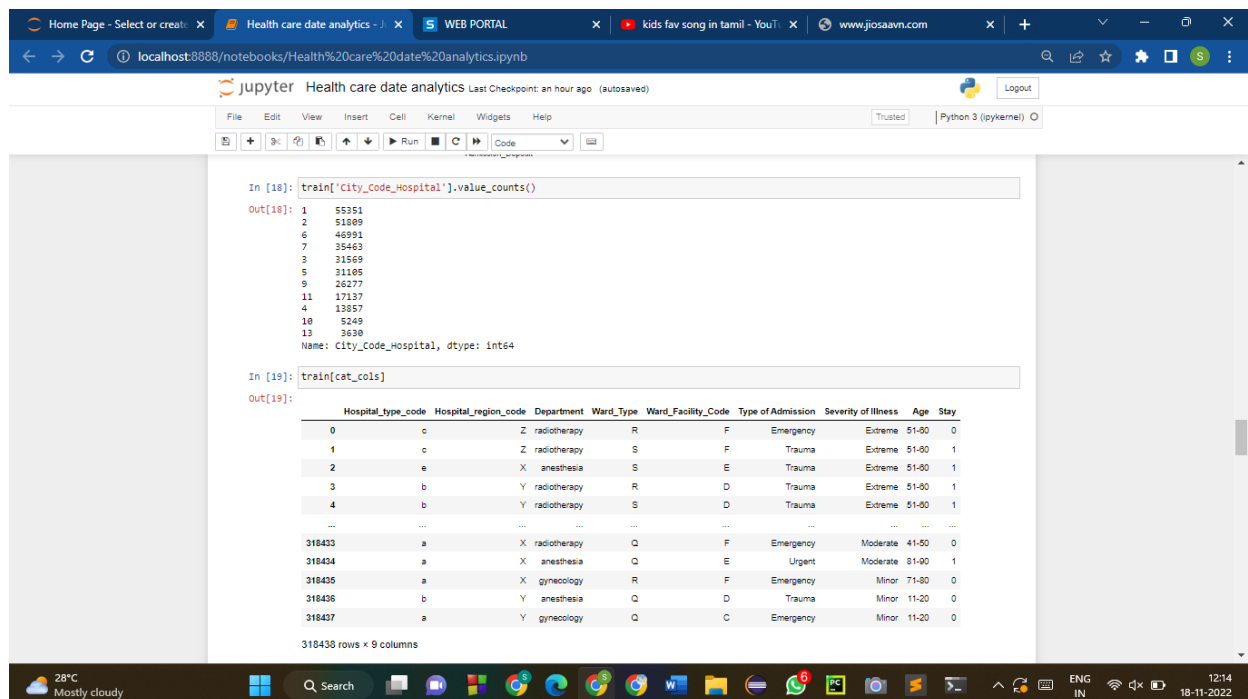 Home Page - Select or create
Health care date analytics - J
WEB PORTAL
kids fav song in tamil - YouTu
www.jiosaavn.com
localhost:8888/notebooks/Health%20care%20date%20analytics.ipynb
jupyter Health care date analytics Last Checkpoint: an hour ago (autosaved)
Logout
File Edit View Insert Cell Kernel Widgets Help Trusted Python 3 (ipykernel)
Run Code
Admission_Deposit
In [18]: train['City_Code_Hospital'].value_counts()
Out[18]: 1 55351
2 51809
6 46991
7 35463
3 31569
5 31105
9 26277
11 17137
4 13857
10 5249
13 3630
Name: City_Code_Hospital, dtype: int64
In [19]: train[cat_cols]
Out[19]:
Hospital_type_code Hospital_region_code Department Ward_Type Ward_Facility_Code Type of Admission Severity of Illness Age Stay
0 c Z radiotherapy R F Emergency Extreme 51-60 0
1 c Z radiotherapy S F Trauma Extreme 51-60 1
2 e X anesthesia S E Trauma Extreme 51-60 1
3 b Y radiotherapy R D Trauma Extreme 51-60 1
4 b Y radiotherapy S D Trauma Extreme 51-60 1
... ... ... ... ... ... ... ... ... ...
318433 a X radiotherapy Q F Emergency Moderate 41-50 0
318434 a X anesthesia Q E Urgent Moderate 81-90 1
318435 a X gynecology R F Emergency Minor 71-80 0
318436 b Y anesthesia Q D Trauma Minor 11-20 0
318437 a Y gynecology Q C Emergency Minor 11-20 0
318438 rows × 9 columns
28°C
Mostly cloudy
Search
6
ENG
IN
12:14
18-11-2022